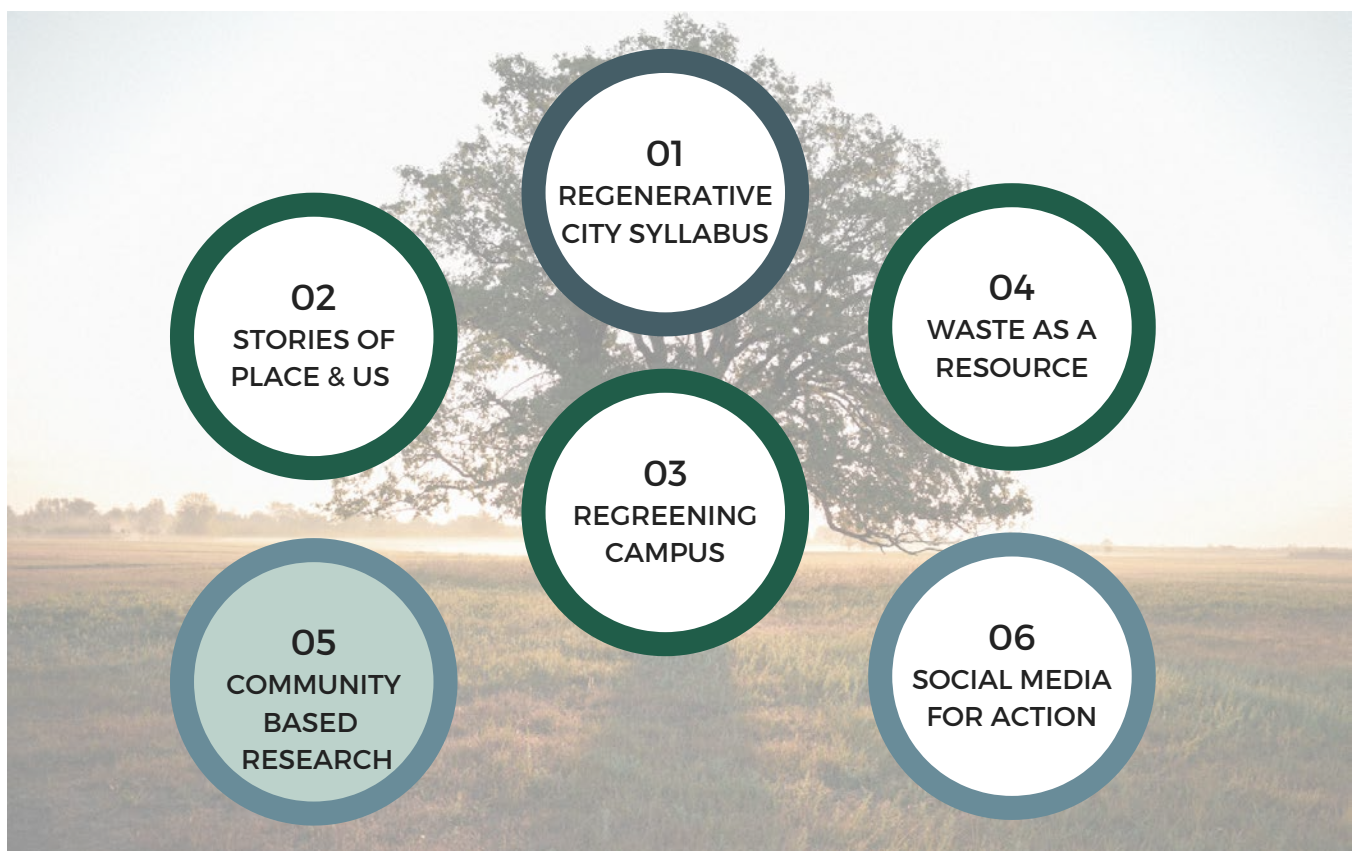 01
REGENERATIVE
CITY SYLLABUS
02
STORIES OF
PLACE & US
03
REGREENING
CAMPUS
04
WASTE AS A
RESOURCE
05
COMMUNITY
BASED
RESEARCH
06
SOCIAL MEDIA
FOR ACTION